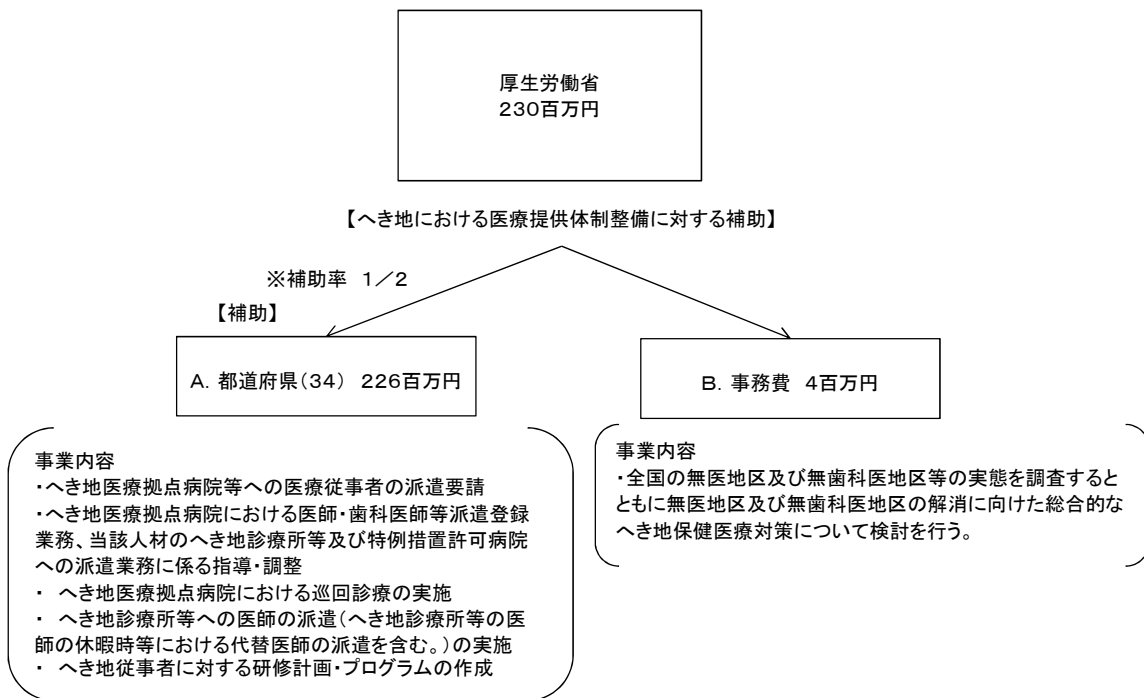 厚生労働省
230百万円
【へき地における医療提供体制整備に対する補助】
※補助率 1／2
【補助】
A. 都道府県(34) 226百万円
B. 事務費 4百万円
事業内容
・へき地医療拠点病院等への医療従事者の派遣要請
・へき地医療拠点病院における医師・歯科医師等派遣登録
業務、当該人材のへき地診療所等及び特例措置許可病院
への派遣業務に係る指導・調整
・ へき地医療拠点病院における巡回診療の実施
・ へき地診療所等への医師の派遣(へき地診療所等の医
師の休暇時等における代替医師の派遣を含む。)の実施
・ へき地従事者に対する研修計画・プログラムの作成
事業内容
・全国の無医地区及び無歯科医地区等の実態を調査すると
ともに無医地区及び無歯科医地区の解消に向けた総合的な
へき地保健医療対策について検討を行う。